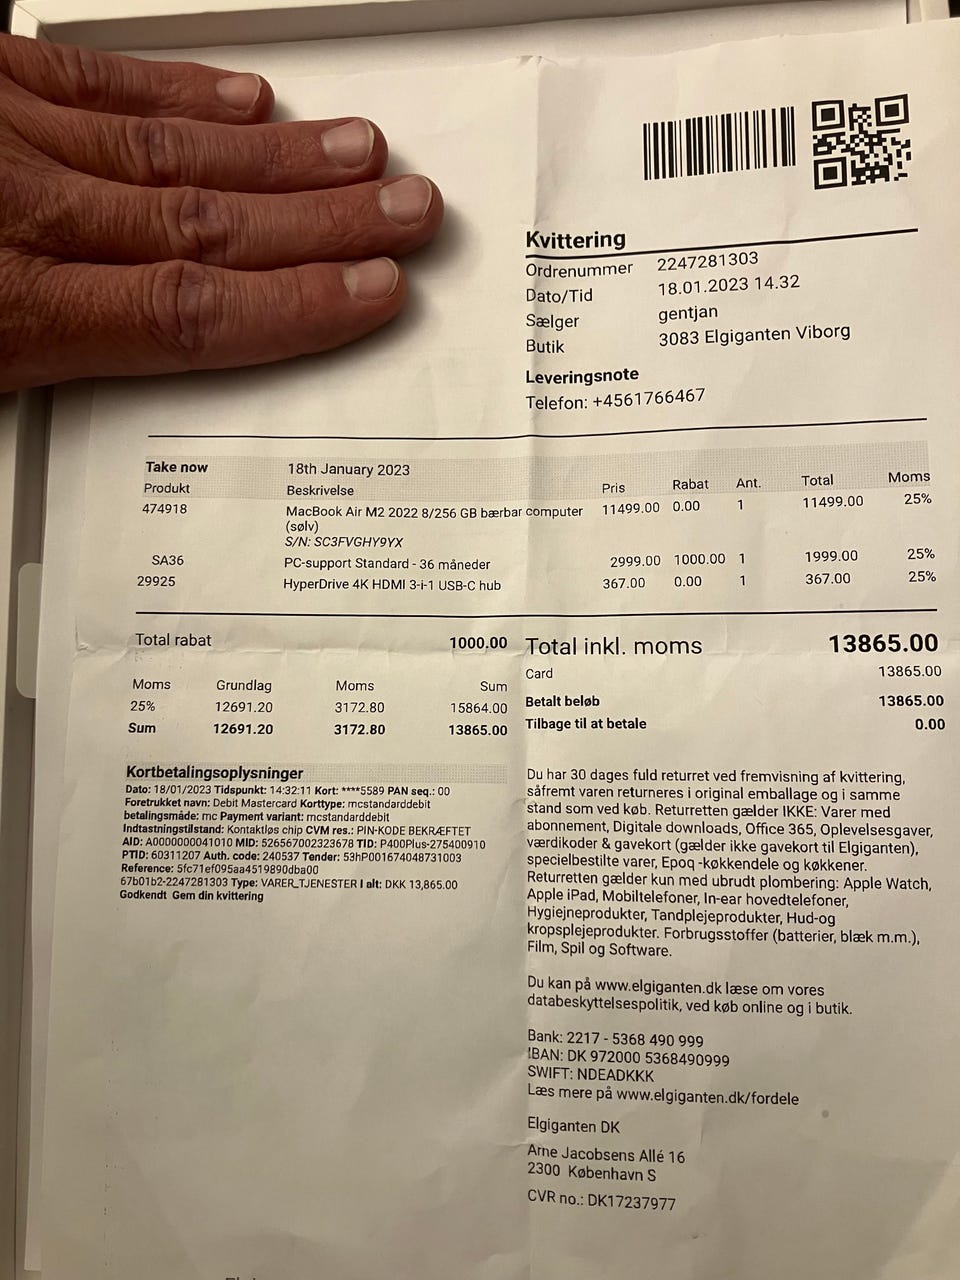 Kvittering
Ordrenummer 2247281303
Dato/Tid 18.01.2023 14.32
Sælger gentjan
Butik 3083 Elgiganten Viborg
Leveringsnote
Telefon: +4561766467
Take now 18th January 2023
Produkt Beskrivelse Pris Rabat Ant. Total Moms
474918 MacBook Air M2 2022 8/256 GB bærbar computer 11499.00 0.00 1 11499.00 25%
(sølv)
S/N: SC3FVGHY9YX
SA36 PC-support Standard - 36 måneder 2999.00 1000.00 1 1999.00 25%
29925 HyperDrive 4K HDMI 3-i-1 USB-C hub 367.00 0.00 1 367.00 25%
Total rabat 1000.00
Moms Grundlag Moms Sum
25% 12691.20 3172.80 15864.00
Sum 12691.20 3172.80 13865.00
Total inkl. moms 13865.00
Card 13865.00
Betalt beløb 13865.00
Tilbage til at betale 0.00
Kortbetalingsoplysninger
Dato: 18/01/2023 Tidspunkt: 14:32:11 Kort: ****5589 PAN seq.: 00
Foretrukket navn: Debit Mastercard Korttype: mcstandarddebit
betalingsmåde: mc Payment variant: mcstandarddebit
Indtastningstilstand: Kontaktløs chip CVM res.: PIN-KODE BEKRÆFTET
AID: A0000000041010 MID: 526567002323678 TID: P400Plus-275400910
PTID: 60311207 Auth. code: 240537 Tender: 53hP001674048731003
Reference: 5fc71ef095aa4519890dba00
67b01b2-2247281303 Type: VARER_TJENESTER I alt: DKK 13,865.00
Godkendt Gem din kvittering
Du har 30 dages fuld returret ved fremvisning af kvittering,
såfremt varen returneres i original emballage og i samme
stand som ved køb. Returretten gælder IKKE: Varer med
abonnement, Digitale downloads, Office 365, Oplevelsesgaver,
værdikoder & gavekort (gælder ikke gavekort til Elgiganten),
specielbestilte varer, Epoq -køkkendele og køkkener.
Returretten gælder kun med ubrudt plombering: Apple Watch,
Apple iPad, Mobiltelefoner, In-ear hovedtelefoner,
Hygiejneprodukter, Tandplejeprodukter, Hud-og
kropsplejeprodukter. Forbrugsstoffer (batterier, blæk m.m.),
Film, Spil og Software.
Du kan på www.elgiganten.dk læse om vores
databeskyttelsespolitik, ved køb online og i butik.
Bank: 2217 - 5368 490 999
IBAN: DK 972000 5368490999
SWIFT: NDEADKKK
Læs mere på www.elgiganten.dk/fordele
Elgiganten DK
Arne Jacobsens Allé 16
2300 København S
CVR no.: DK17237977